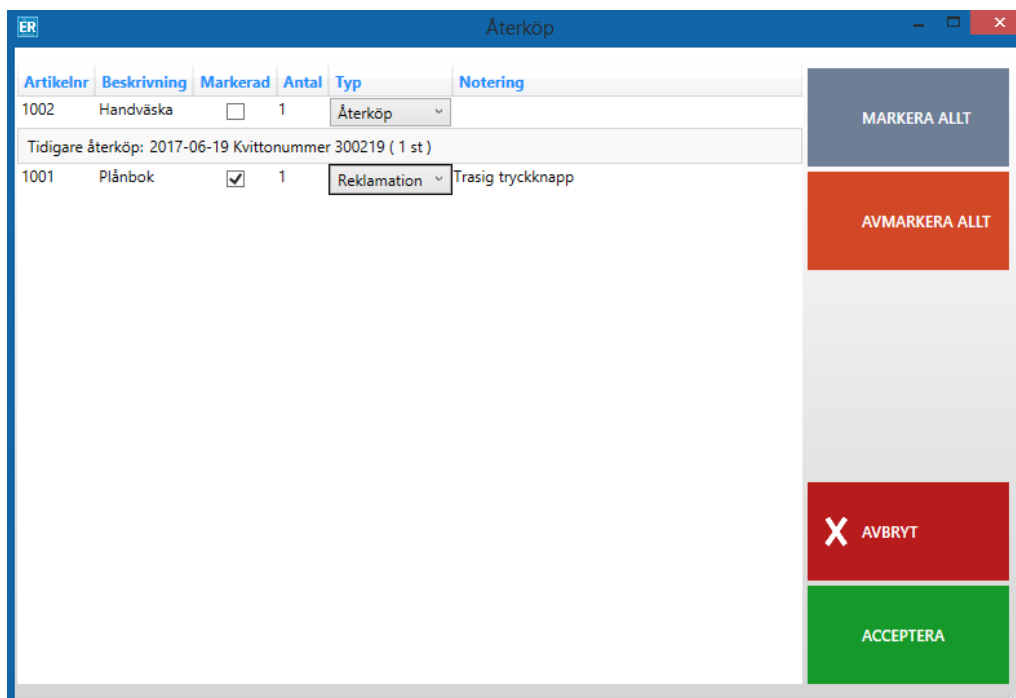 ER Återköp
Artikelnr Beskrivning Markerad Antal Typ Notering
1002 Handväska 1 Återköp
Tidigare återköp: 2017-06-19 Kvittonummer 300219 ( 1 st )
1001 Plånbok 1 Reklamation Trasig tryckknapp
MARKERA ALLT
AVMARKERA ALLT
X AVBRYT
ACCEPTERA